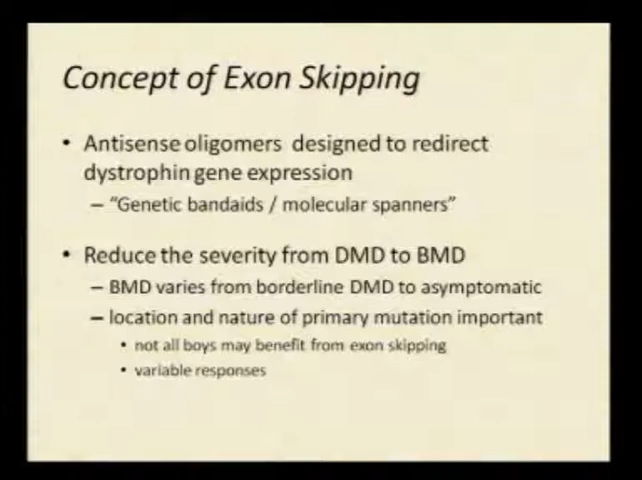 Concept of Exon Skipping
• Antisense oligomers designed to redirect
dystrophin gene expression
– "Genetic bandaids / molecular spanners"
• Reduce the severity from DMD to BMD
– BMD varies from borderline DMD to asymptomatic
– location and nature of primary mutation important
• not all boys may benefit from exon skipping
• variable responses